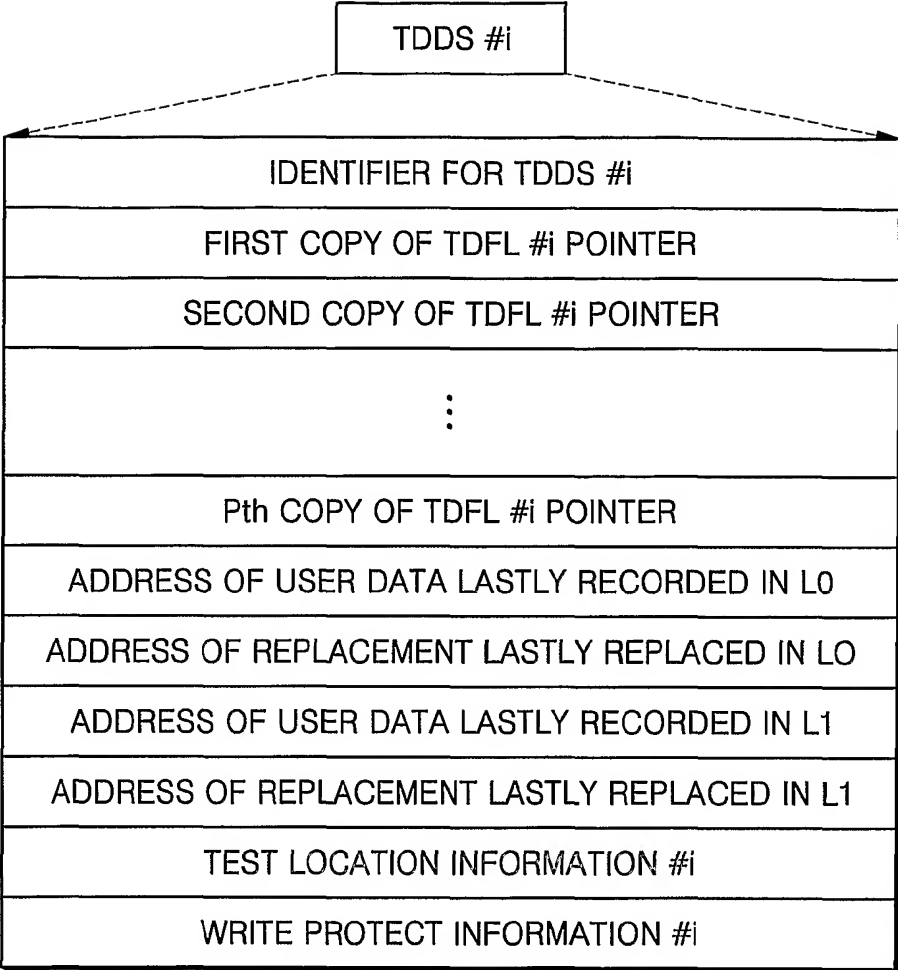 TDDS #i
IDENTIFIER FOR TDDS #i
FIRST COPY OF TDFL #i POINTER
SECOND COPY OF TDFL #i POINTER
⋮
Pth COPY OF TDFL #i POINTER
ADDRESS OF USER DATA LASTLY RECORDED IN L0
ADDRESS OF REPLACEMENT LASTLY REPLACED IN LO
ADDRESS OF USER DATA LASTLY RECORDED IN L1
ADDRESS OF REPLACEMENT LASTLY REPLACED IN L1
TEST LOCATION INFORMATION #i
WRITE PROTECT INFORMATION #i